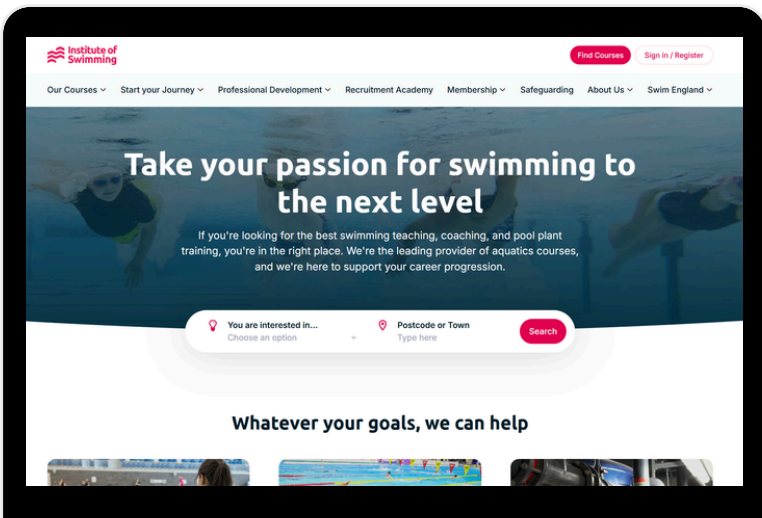 Institute of
Swimming
Find Courses
Sign in / Register
Our Courses
Start your Journey
Professional Development
Recruitment Academy
Membership
Safeguarding
About Us
Swim England
Take your passion for swimming to
the next level
If you're looking for the best swimming teaching, coaching, and pool plant
training, you're in the right place. We're the leading provider of aquatics courses,
and we're here to support your career progression.
You are interested in...
Choose an option
Postcode or Town
Type here
Search
Whatever your goals, we can help